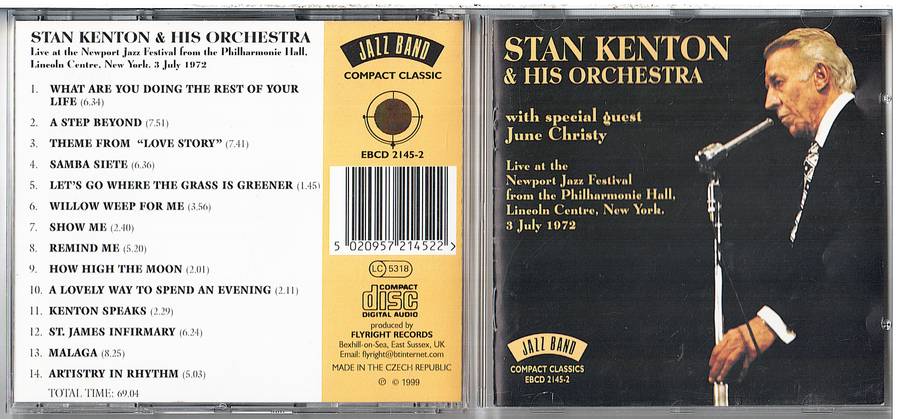 STAN KENTON & HIS ORCHESTRA
Live at the Newport Jazz Festival from the Philharmonie Hall,
Lincoln Centre, New York. 3 July 1972
1. WHAT ARE YOU DOING THE REST OF YOUR
LIFE (6.34)
2. A STEP BEYOND (7.51)
3. THEME FROM “LOVE STORY” (7.41)
4. SAMBA SIETE (6.36)
5. LET'S GO WHERE THE GRASS IS GREENER (1.45)
6. WILLOW WEEP FOR ME (3.56)
7. SHOW ME (2.40)
8. REMIND ME (5.20)
9. HOW HIGH THE MOON (2.01)
10. A LOVELY WAY TO SPEND AN EVENING (2.11)
11. KENTON SPEAKS (2.29)
12. ST. JAMES INFIRMARY (6.24)
13. MALAGA (8.25)
14. ARTISTRY IN RHYTHM (5.03)
TOTAL TIME: 69.04
JAZZ BAND
COMPACT CLASSIC
EBCD 2145-2
5 020957 214522 >
LC 5318
COMPACT
disc
DIGITAL AUDIO
produced by
FLYRIGHT RECORDS
Bexhill-on-Sea, East Sussex, UK
Email: flyright@btinternet.com
MADE IN THE CZECH REPUBLIC
℗ © 1999
STAN KENTON
& HIS ORCHESTRA
with special guest
June Christy
Live at the
Newport Jazz Festival
from the Philharmonie Hall,
Lincoln Centre, New York.
3 July 1972
JAZZ BAND
COMPACT CLASSICS
EBCD 2145-2